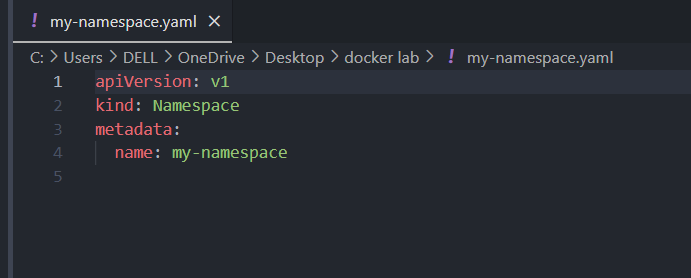 ! my-namespace.yaml ×
C: > Users > DELL > OneDrive > Desktop > docker lab > ! my-namespace.yaml
1 apiVersion: v1
2 kind: Namespace
3 metadata:
4 name: my-namespace
5